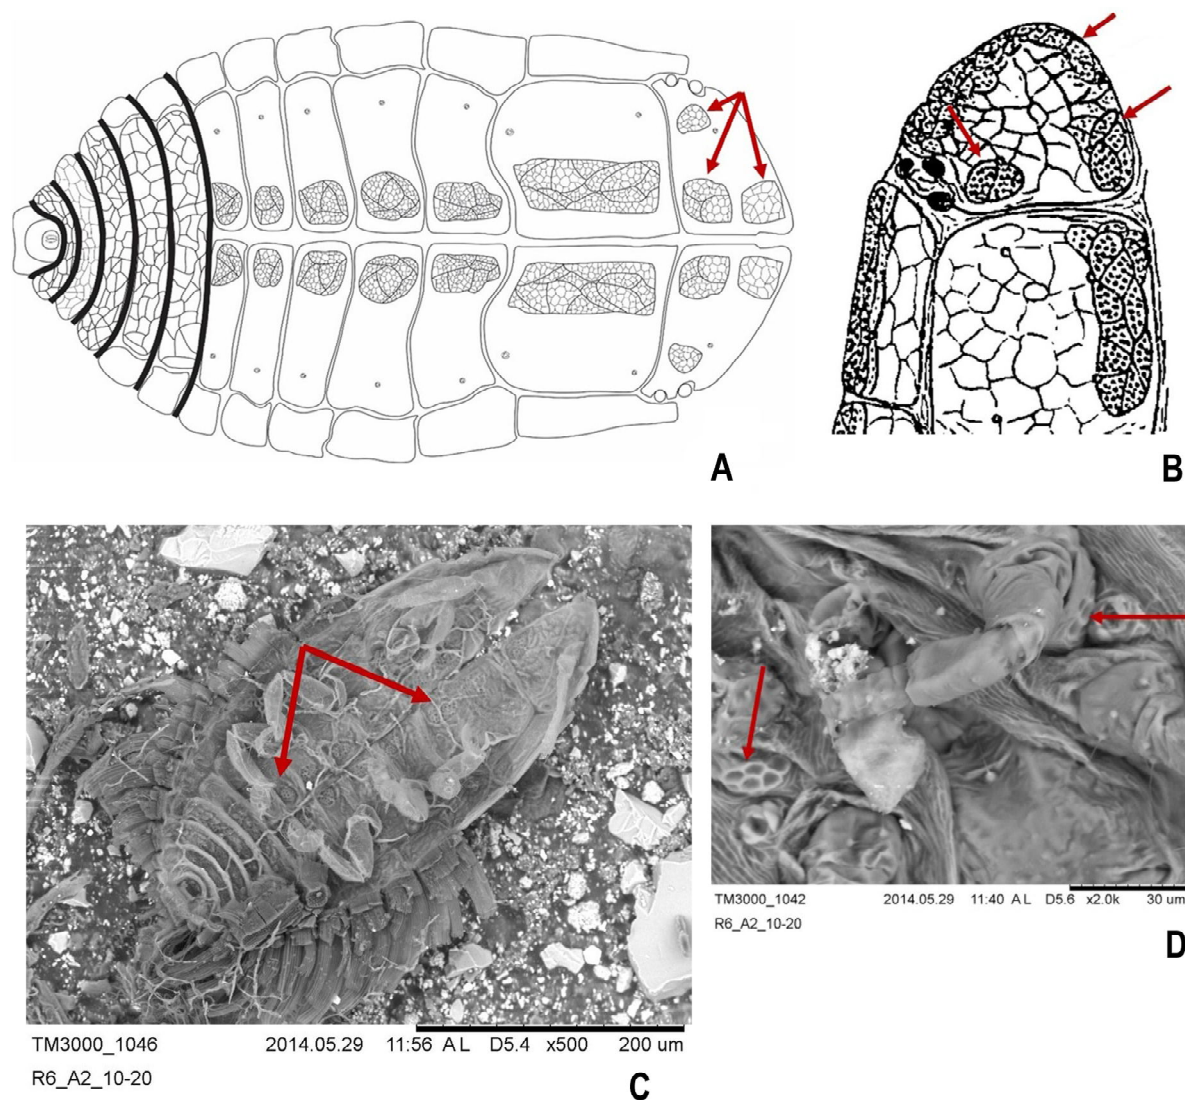 A
B
TM3000_1046 2014.05.29 11:56 A L D5.4 x500 200 um
R6_A2_10-20
C
TM3000_1042 2014.05.29 11:40 A L D5.6 x2.0k 30 um
R6_A2_10-20
D